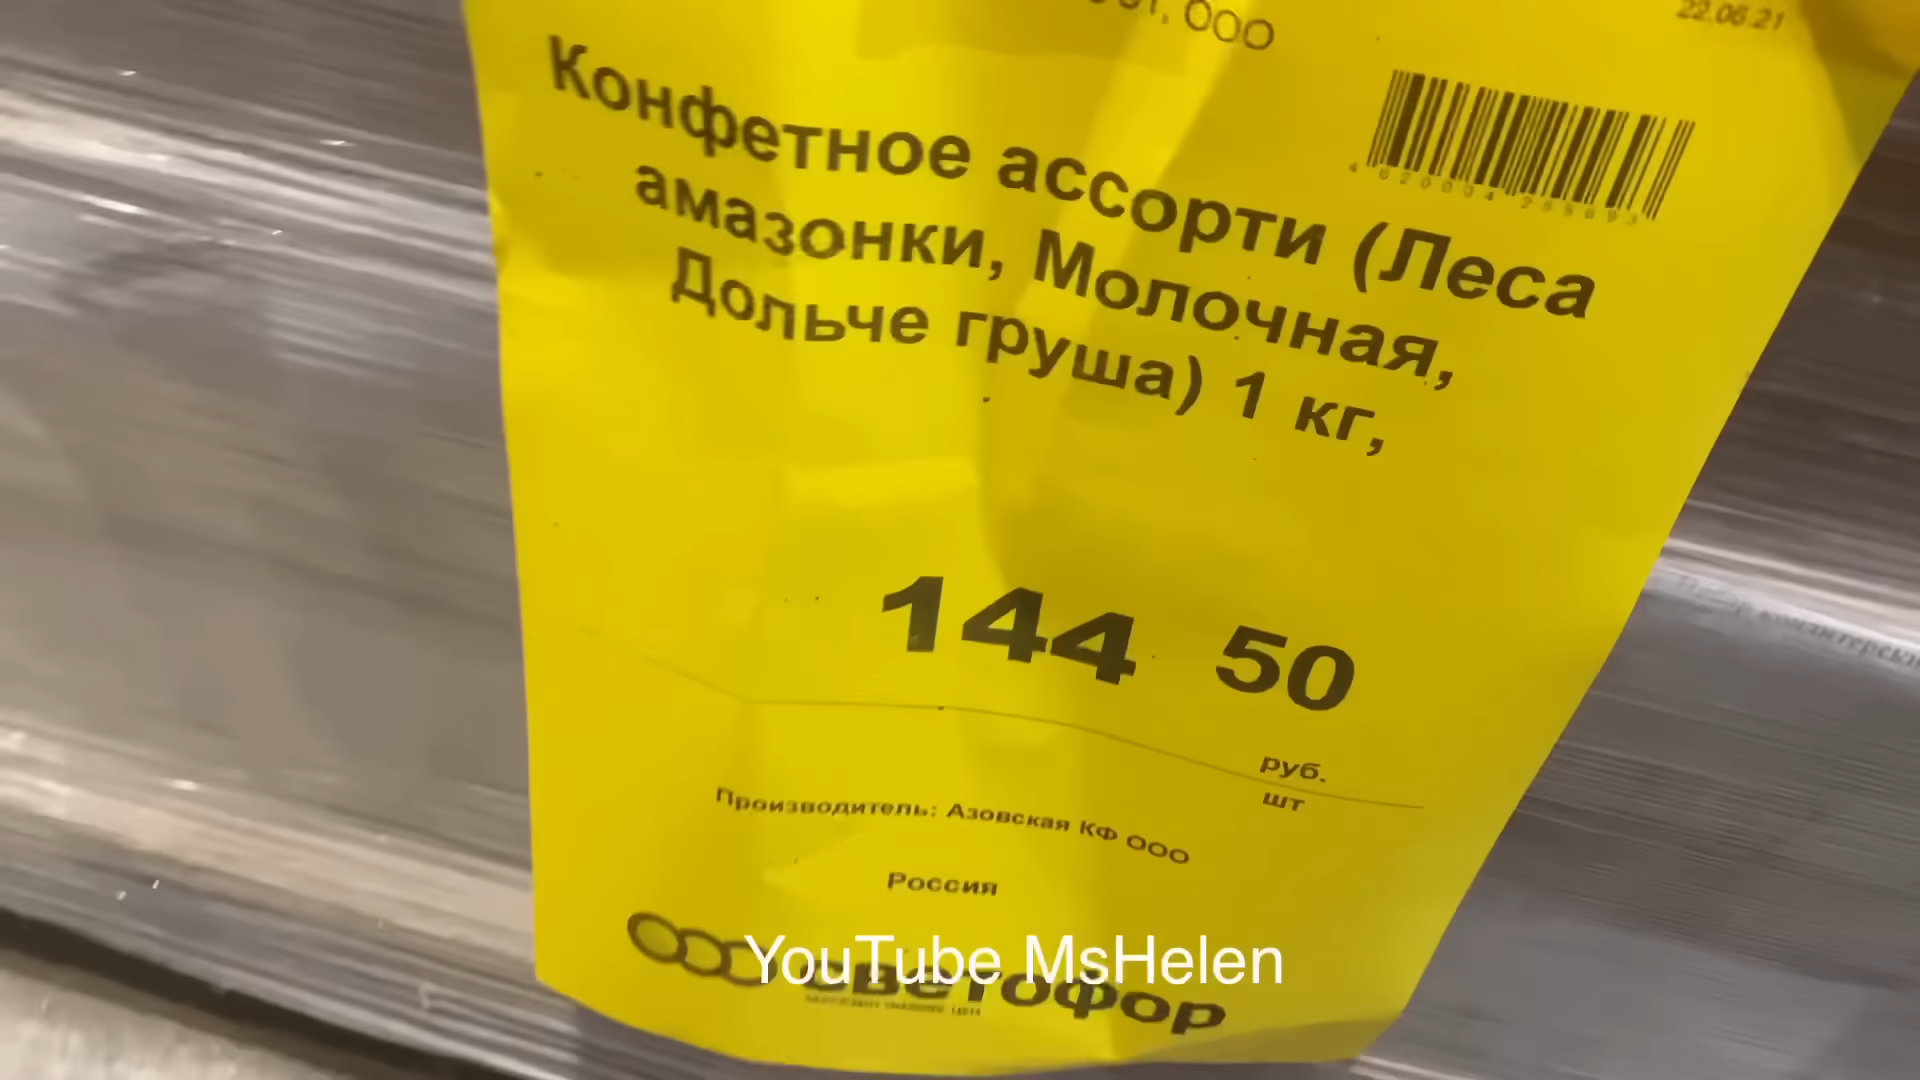 ООО
22.06.21
Конфетное ассорти (Леса
амазонки, Молочная,
Дольче груша) 1 кг,
144 50
руб.
шт
Производитель: Азовская КФ ООО
Россия
светофор
YouTube MsHelen